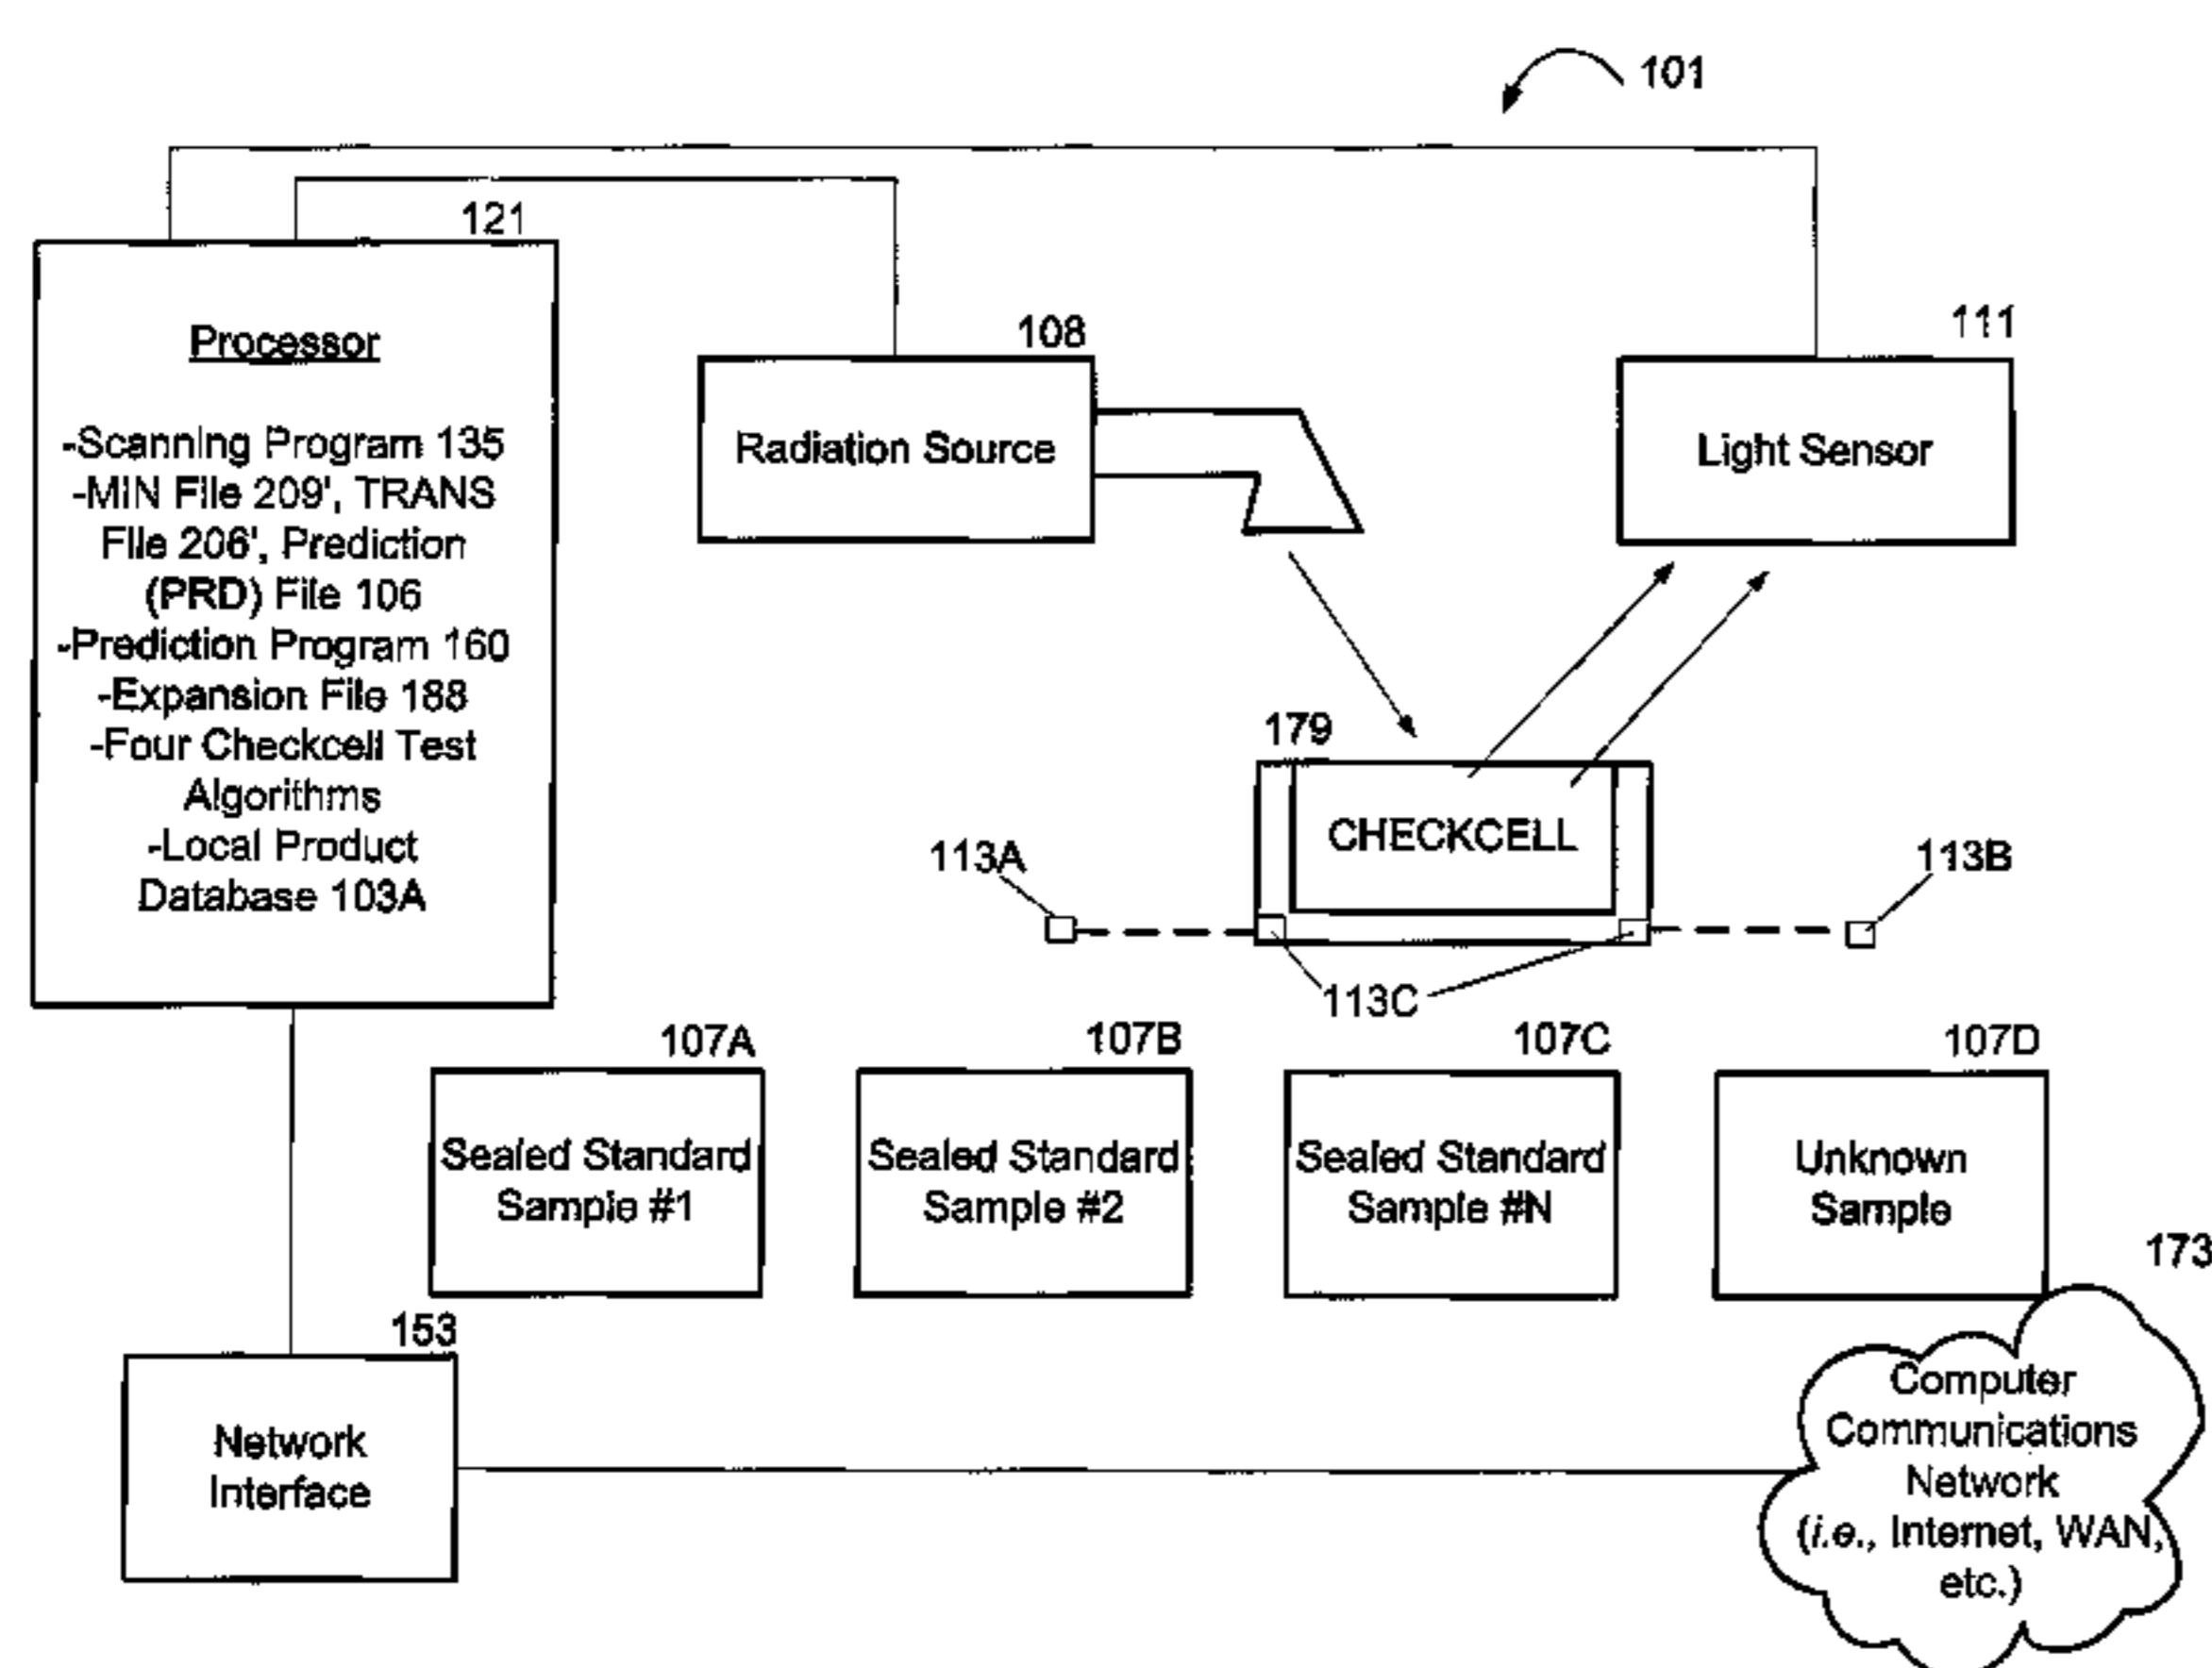 101
121
Processor
-Scanning Program 135
-MIN File 209', TRANS
File 206', Prediction
(PRD) File 106
-Prediction Program 160
-Expansion File 188
-Four Checkcell Test
Algorithms
-Local Product
Database 103A
108
Radiation Source
111
Light Sensor
179
CHECKCELL
113A
113B
113C
107A
Sealed Standard
Sample #1
107B
Sealed Standard
Sample #2
107C
Sealed Standard
Sample #N
107D
Unknown
Sample
153
Network
Interface
173
Computer
Communications
Network
(i.e., Internet, WAN,
etc.)